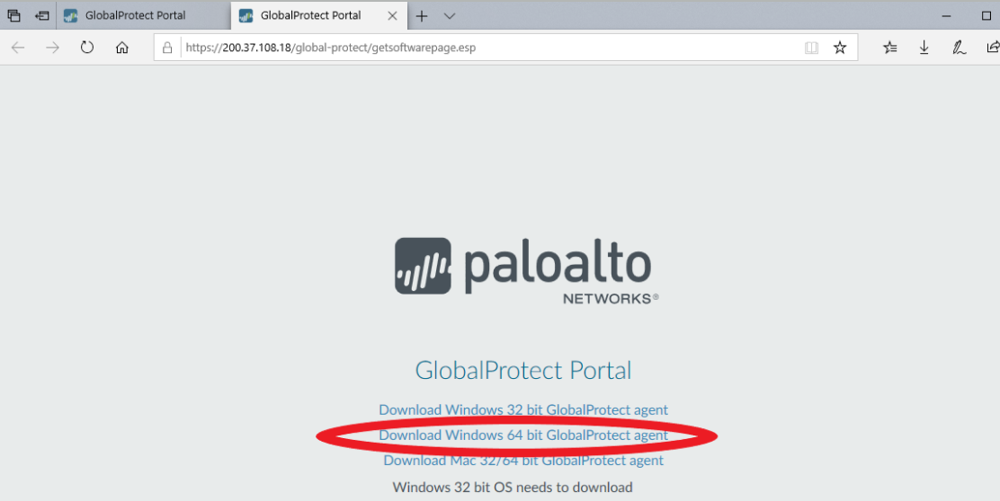 GlobalProtect Portal
GlobalProtect Portal
https://200.37.108.18/global-protect/getsoftwarepage.esp
paloalto
NETWORKS®
GlobalProtect Portal
Download Windows 32 bit GlobalProtect agent
Download Windows 64 bit GlobalProtect agent
Download Mac 32/64 bit GlobalProtect agent
Windows 32 bit OS needs to download